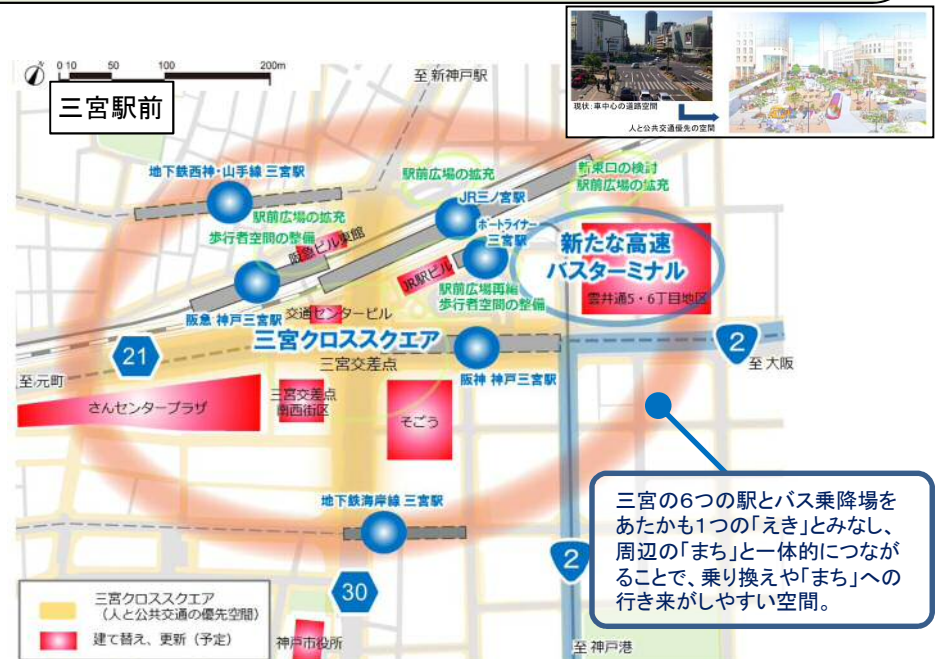 現状:車中心の道路空間
人と公共交通優先の空間
0 10 50 100 200m
三宮駅前
至 新神戸駅
地下鉄西神・山手線 三宮駅
駅前広場の拡充
新東口の検討
駅前広場の拡充
JR三ノ宮駅
駅前広場の拡充
歩行者空間の整備
ポートライナー
三宮駅
阪急ビル東館
新たな高速
バスターミナル
JR駅ビル
駅前広場再編
歩行者空間の整備
雲井通5・6丁目地区
阪急 神戸三宮駅
交通センタービル
三宮クロススクエア
21
三宮交差点
阪神 神戸三宮駅
2
至 大阪
至 元町
さんセンタープラザ
三宮交差点
南西街区
そごう
地下鉄海岸線 三宮駅
三宮の6つの駅とバス乗降場を
あたかも1つの「えき」とみなし、
周辺の「まち」と一体的につなが
ることで、乗り換えや「まち」への
行き来がしやすい空間。
2
30
三宮クロススクエア
(人と公共交通の優先空間)
建て替え、更新(予定)
神戸市役所
至 神戸港